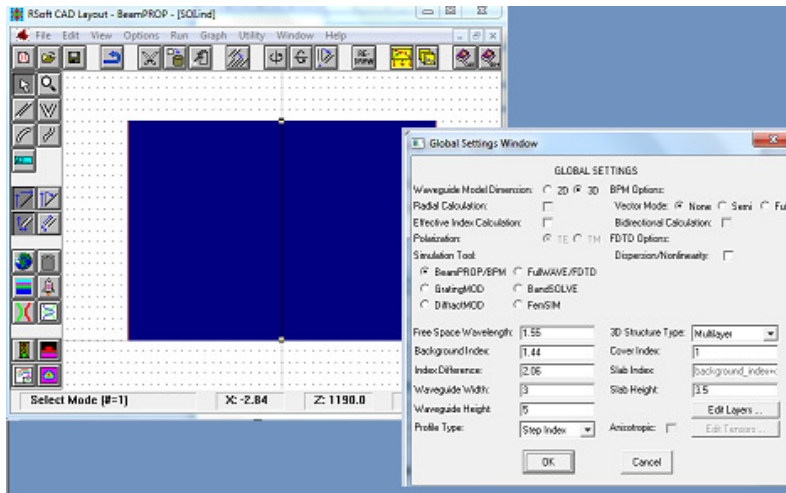 RSoft CAD Layout - BeamPROP - [SOLind]
File Edit View Options Run Graph Utility Window Help
RE-DRAW
Select Mode (#=1) X: -2.84 Z: 1190.0
Global Settings Window
GLOBAL SETTINGS
Waveguide Model Dimension: 2D 3D BPM Options:
Radial Calculation: Vector Mode: None Semi Ful
Effective Index Calculation: Bidirectional Calculation:
Polarization: TE TM FDTD Options:
Simulation Tool: Dispersion/Nonlinearity:
BeamPROP/BPM FullWAVE/FDTD
GratingMOD BandSOLVE
DiffractMOD FemSIM
Free Space Wavelength: 1.55 3D Structure Type: Multilayer
Background Index: 1.44 Cover Index: 1
Index Difference: 2.06 Slab Index: background_index+
Waveguide Width: 3 Slab Height: 3.5
Waveguide Height: 5 Edit Layers ...
Profile Type: Step Index Anisotropic: Edit Tensors ...
OK Cancel